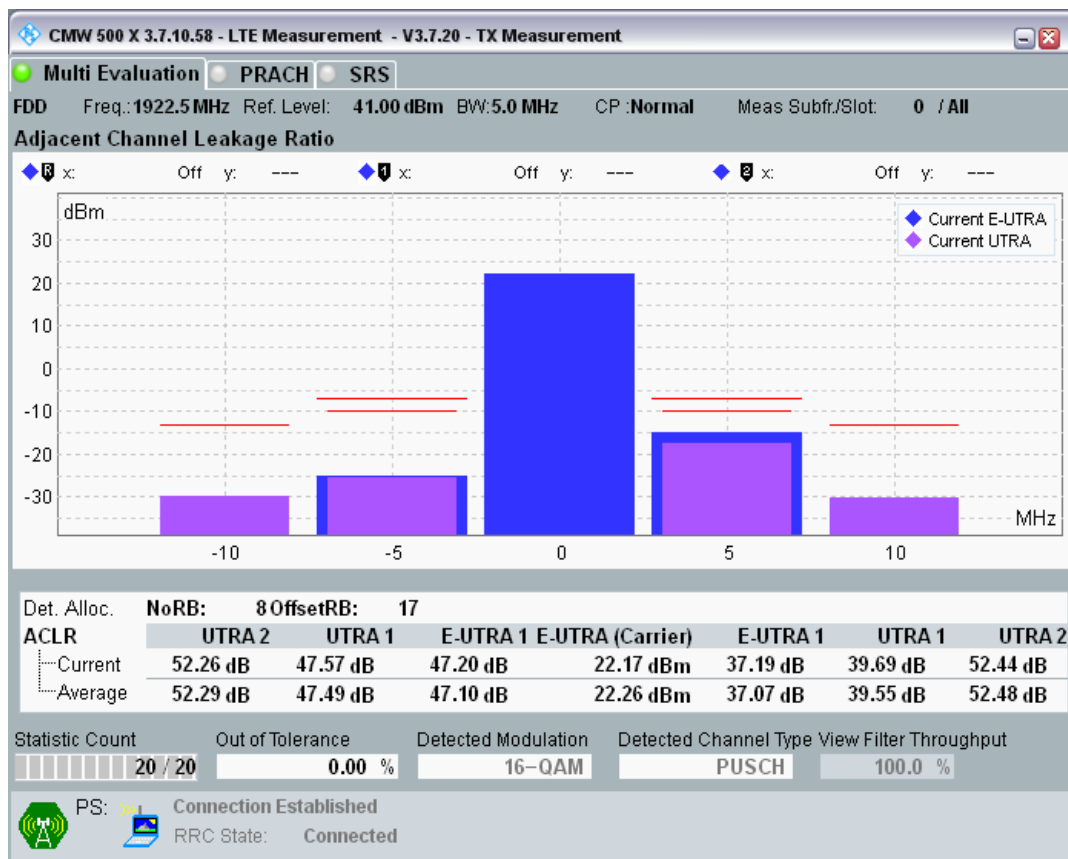 CMW 500 X 3.7.10.58 - LTE Measurement - V3.7.20 - TX Measurement
Multi Evaluation PRACH SRS
FDD Freq.:1922.5 MHz Ref. Level: 41.00 dBm BW:5.0 MHz CP :Normal Meas Subfr./Slot: 0 / All
Adjacent Channel Leakage Ratio
R x: Off y: --- 1 x: Off y: --- 2 x: Off y: ---
dBm
Current E-UTRA
Current UTRA
30
20
10
0
-10
-20
-30
MHz
-10 -5 0 5 10
Det. Alloc. NoRB: 8 OffsetRB: 17
ACLR UTRA 2 UTRA 1 E-UTRA 1 E-UTRA (Carrier) E-UTRA 1 UTRA 1 UTRA 2
Current 52.26 dB 47.57 dB 47.20 dB 22.17 dBm 37.19 dB 39.69 dB 52.44 dB
Average 52.29 dB 47.49 dB 47.10 dB 22.26 dBm 37.07 dB 39.55 dB 52.48 dB
Statistic Count Out of Tolerance Detected Modulation Detected Channel Type View Filter Throughput
20 / 20 0.00 % 16-QAM PUSCH 100.0 %
PS: Connection Established
RRC State: Connected